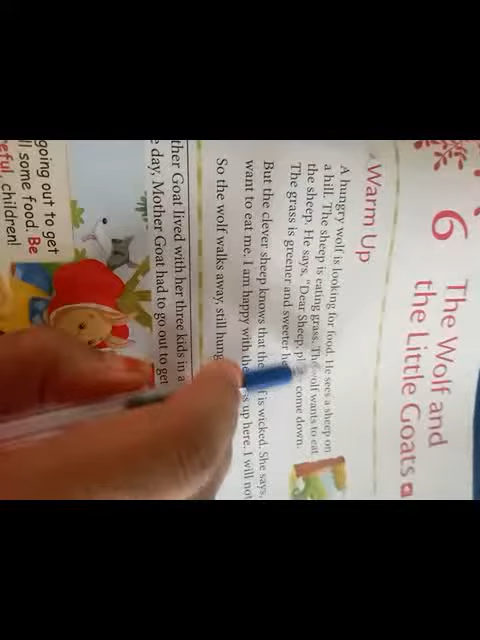 6
The Wolf and
the Little Goats
Warm Up
A hungry wolf is looking for food. He sees a sheep on
a hill. The sheep is eating grass. The wolf wants to eat
the sheep. He says, "Dear Sheep, come down.
The grass is greener and sweeter
But the clever sheep knows that the is wicked. She says,
want to eat me. I am happy with the up here. I will not
So the wolf walks away, still
Goat lived with her three kids in a
day, Mother Goat had to go out to get
going out to get
some food. Be
children!